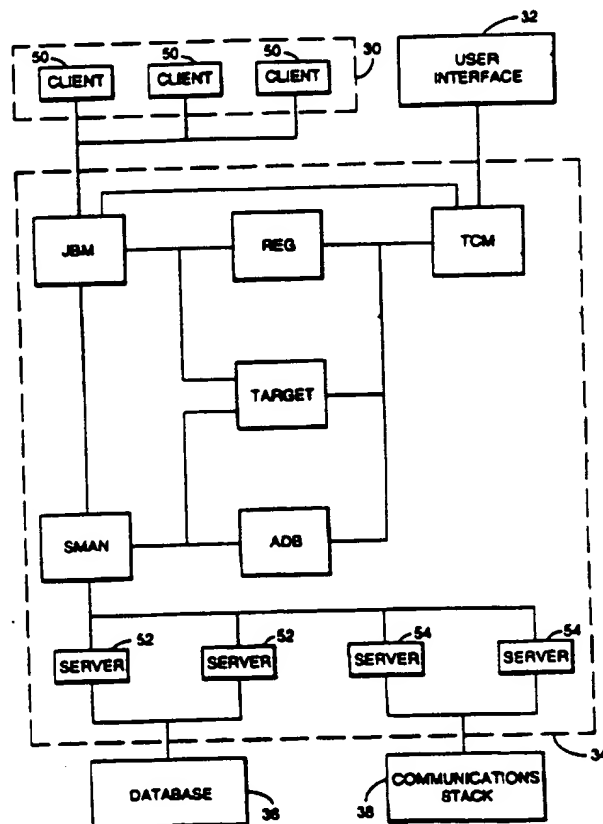 50 50 50 30 32
CLIENT CLIENT CLIENT
USER
INTERFACE
JBM REG TCM
TARGET
SMAN ADB
52 52 54 54
SERVER SERVER SERVER SERVER
34
DATABASE 36
38 COMMUNICATIONS
STACK